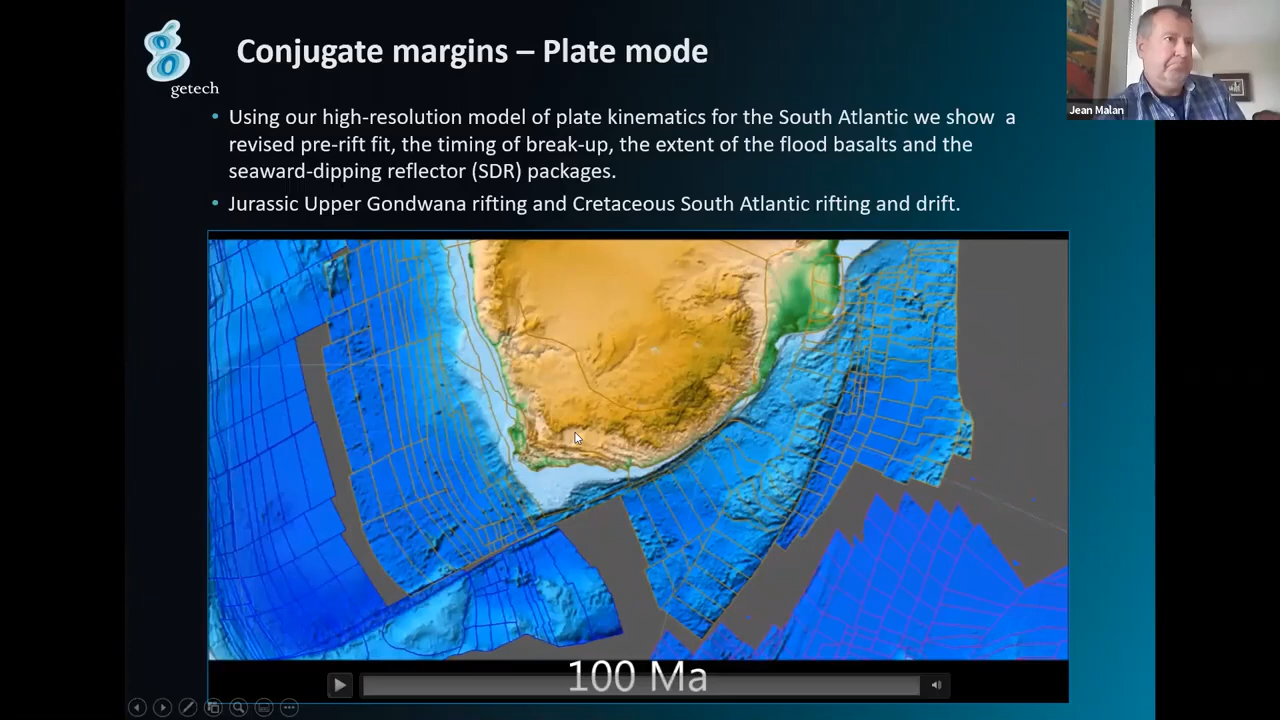 getech
Conjugate margins – Plate mode
Jean Malan
• Using our high-resolution model of plate kinematics for the South Atlantic we show a
revised pre-rift fit, the timing of break-up, the extent of the flood basalts and the
seaward-dipping reflector (SDR) packages.
• Jurassic Upper Gondwana rifting and Cretaceous South Atlantic rifting and drift.
100 Ma